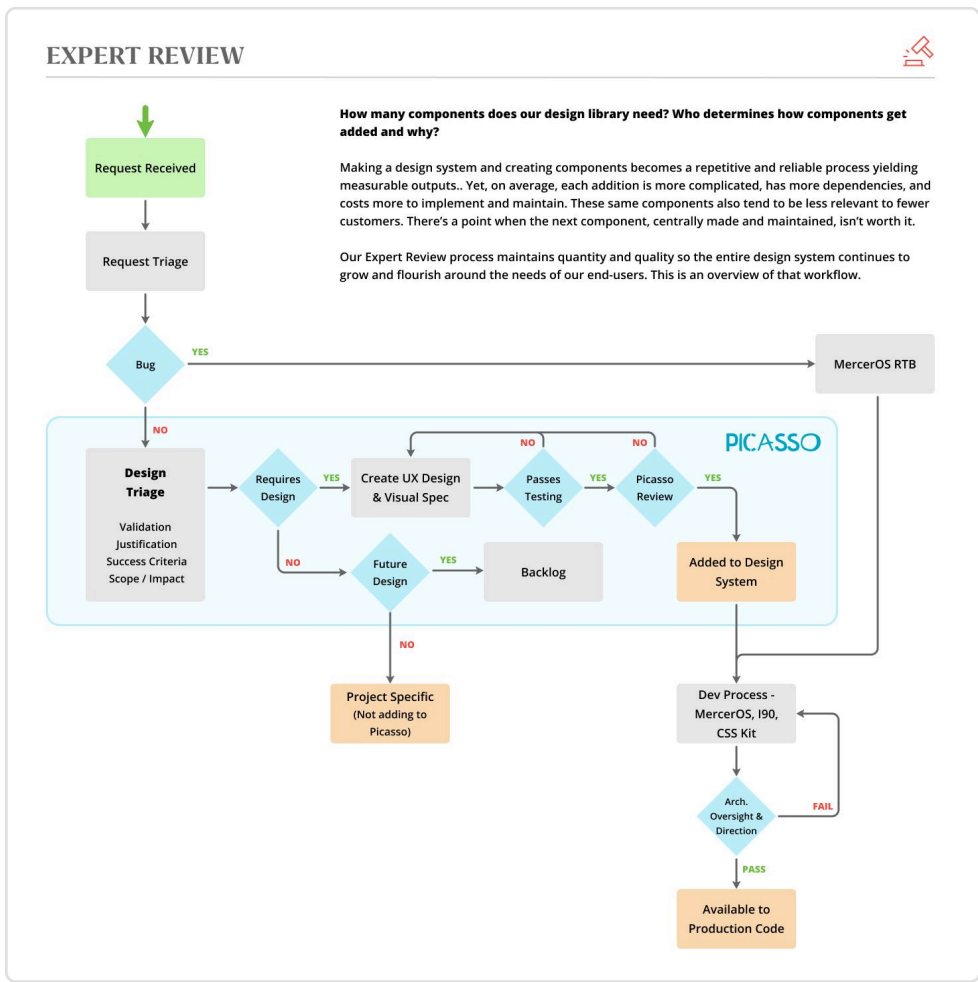 EXPERT REVIEW
How many components does our design library need? Who determines how components get
added and why?
Making a design system and creating components becomes a repetitive and reliable process yielding
measurable outputs.. Yet, on average, each addition is more complicated, has more dependencies, and
costs more to implement and maintain. These same components also tend to be less relevant to fewer
customers. There's a point when the next component, centrally made and maintained, isn't worth it.
Our Expert Review process maintains quantity and quality so the entire design system continues to
grow and flourish around the needs of our end-users. This is an overview of that workflow.
Request Received
Request Triage
Bug
YES
MercerOS RTB
NO
PICASSO
Design
Triage
Validation
Justification
Success Criteria
Scope / Impact
Requires
Design
YES
Create UX Design
& Visual Spec
NO
Passes
Testing
YES
NO
Picasso
Review
YES
NO
Future
Design
YES
Backlog
Added to Design
System
NO
Project Specific
(Not adding to
Picasso)
Dev Process -
MercerOS, I90,
CSS Kit
Arch.
Oversight &
Direction
FAIL
PASS
Available to
Production Code